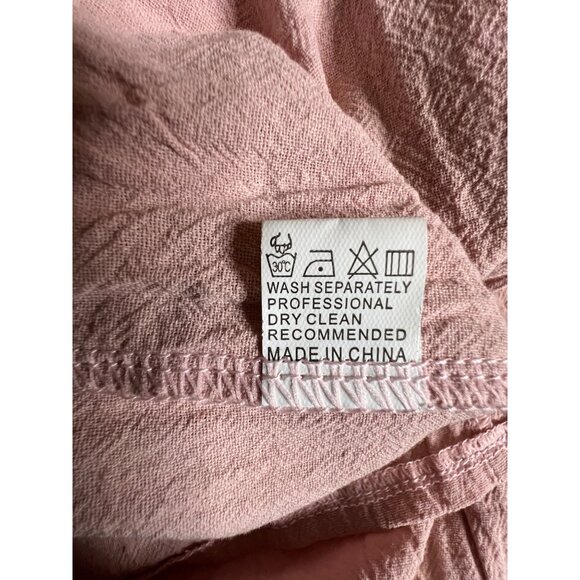 30℃
WASH SEPARATELY
PROFESSIONAL
DRY CLEAN
RECOMMENDED
MADE IN CHINA